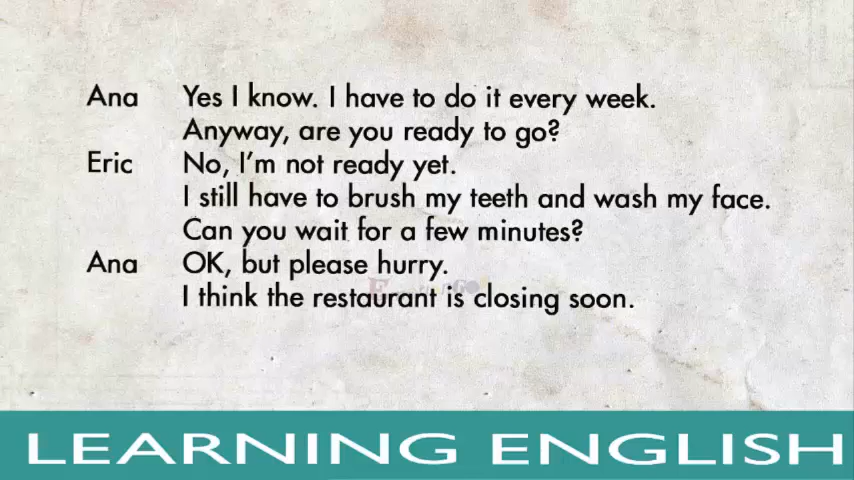 Ana Yes I know. I have to do it every week.
Anyway, are you ready to go?
Eric No, I'm not ready yet.
I still have to brush my teeth and wash my face.
Can you wait for a few minutes?
Ana OK, but please hurry.
I think the restaurant is closing soon.
LEARNING ENGLISH